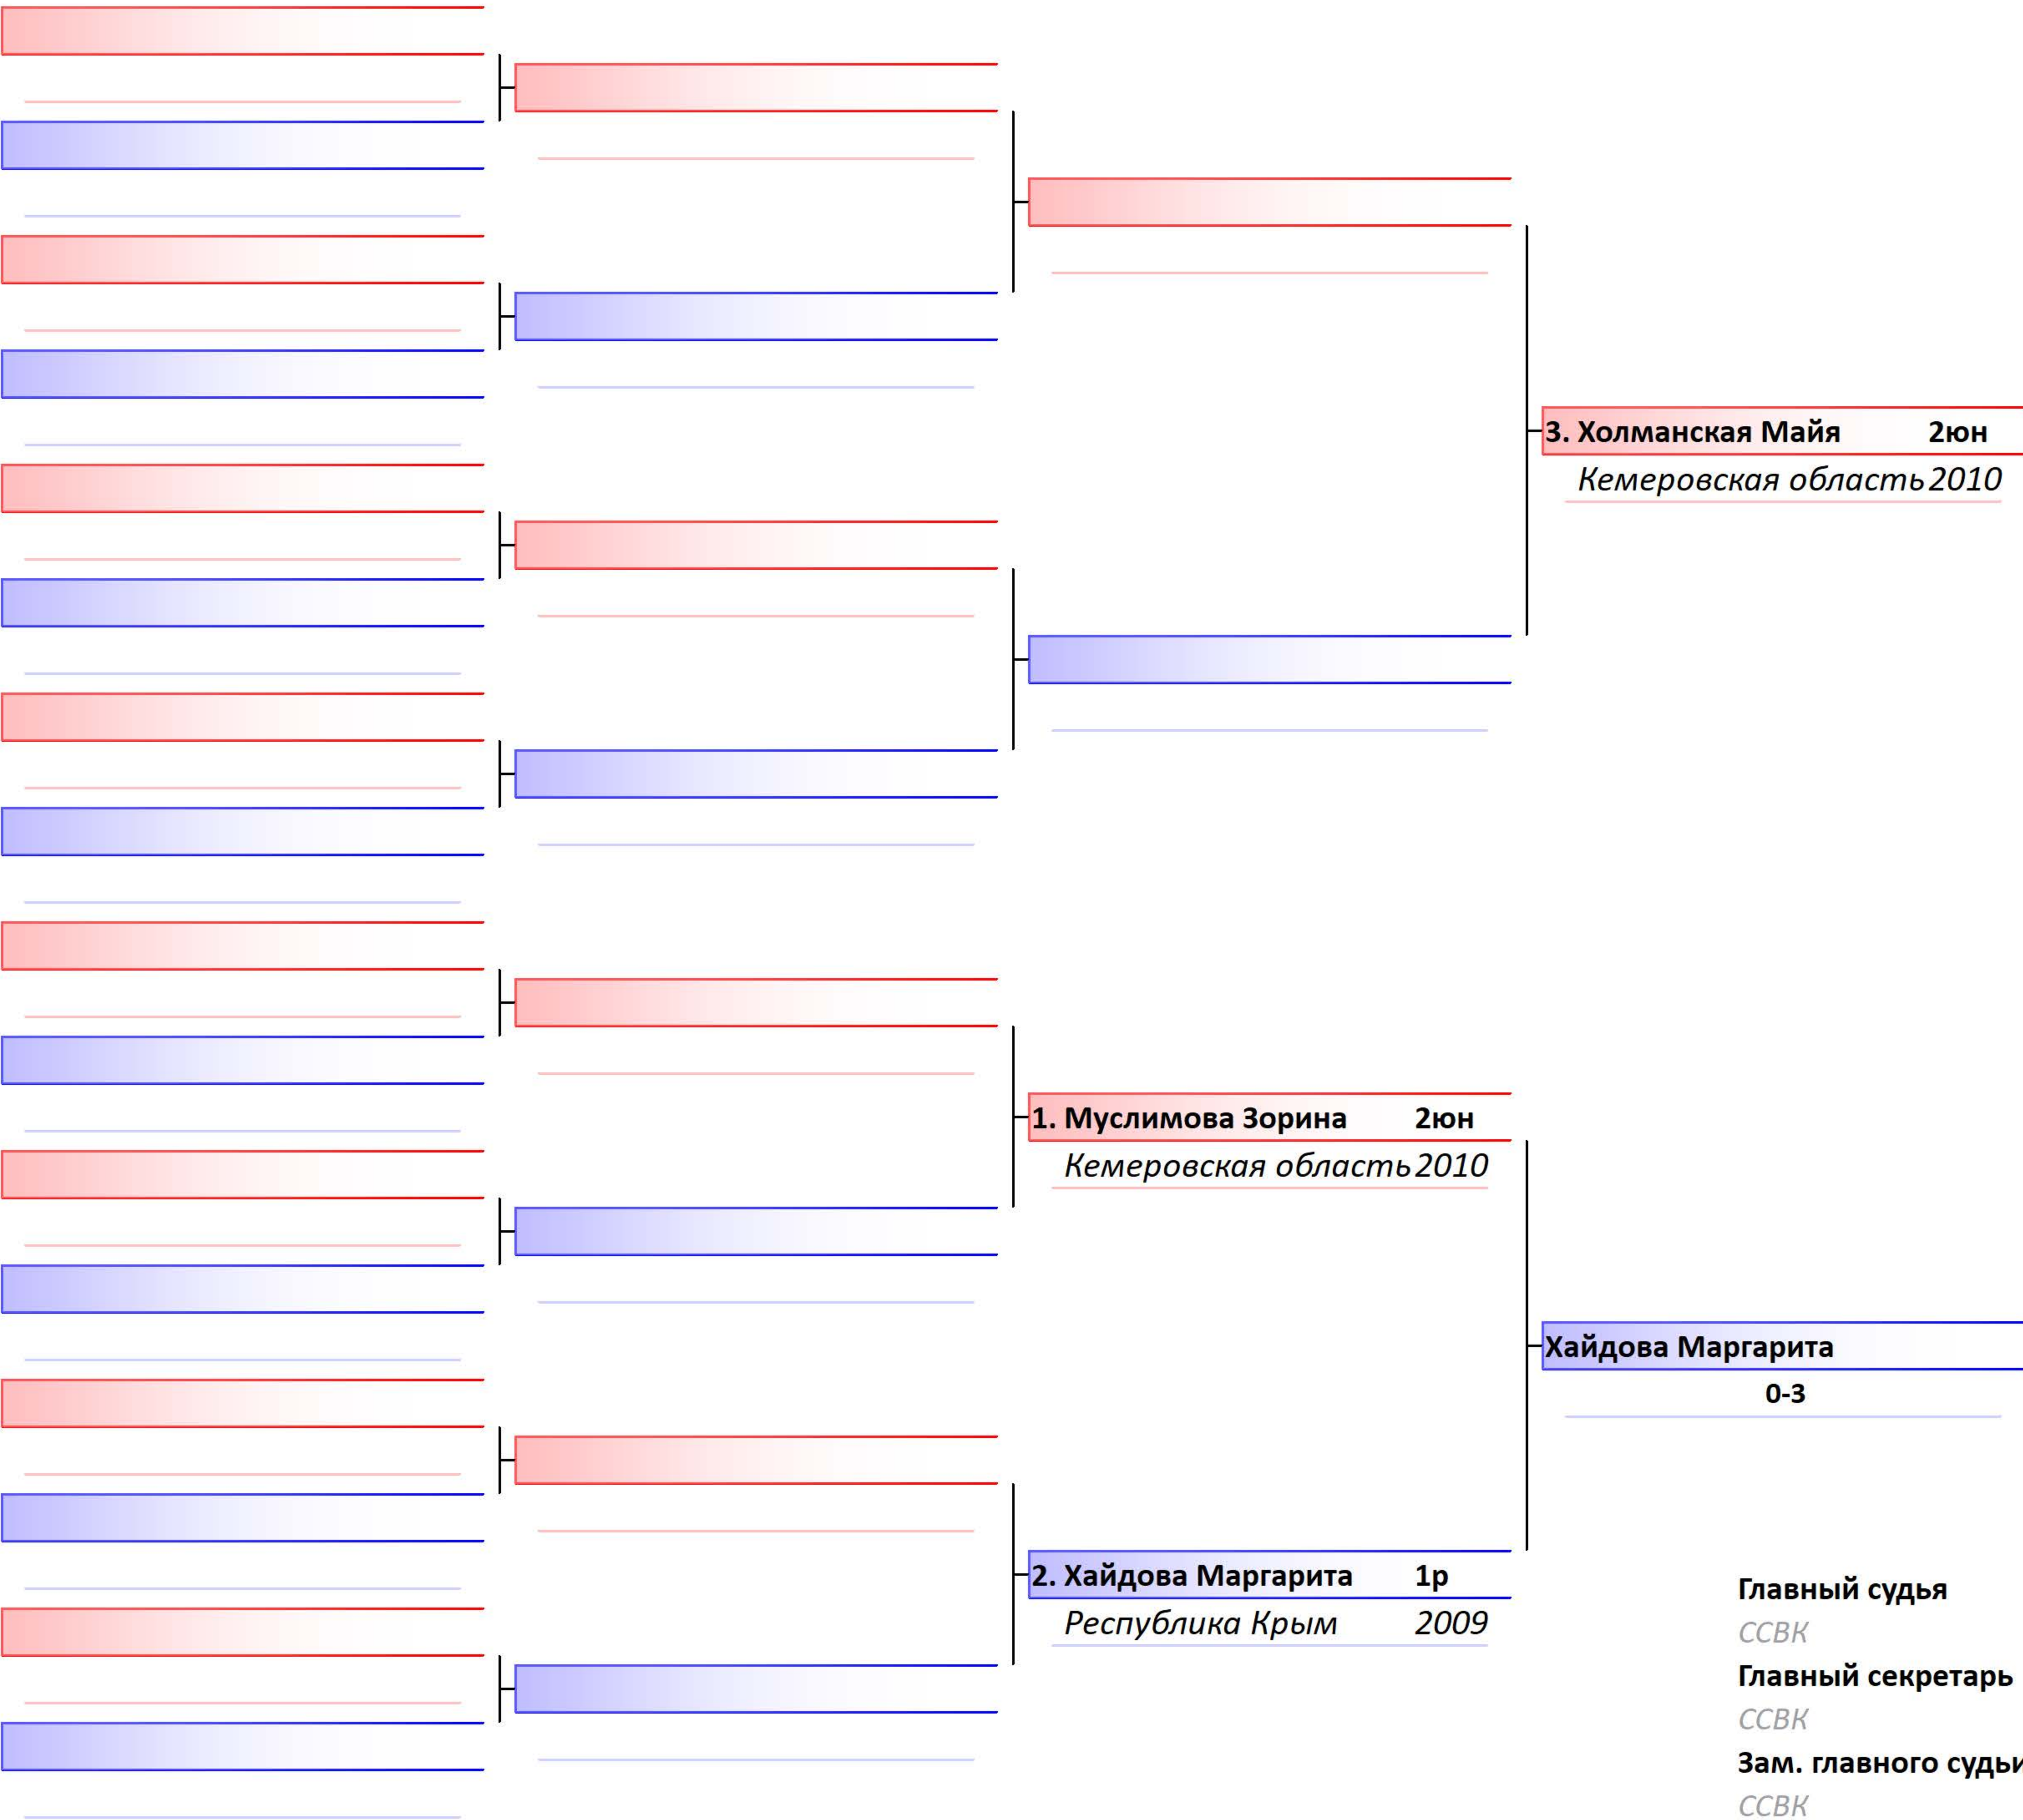 3. Холманская Майя 2юн
Кемеровская область 2010
1. Муслимова Зорина 2юн
Кемеровская область 2010
Хайдова Маргарита
0-3
2. Хайдова Маргарита 1р
Республика Крым 2009
Главный судья
ССВК
Главный секретарь
ССВК
Зам. главного судьи
ССВК